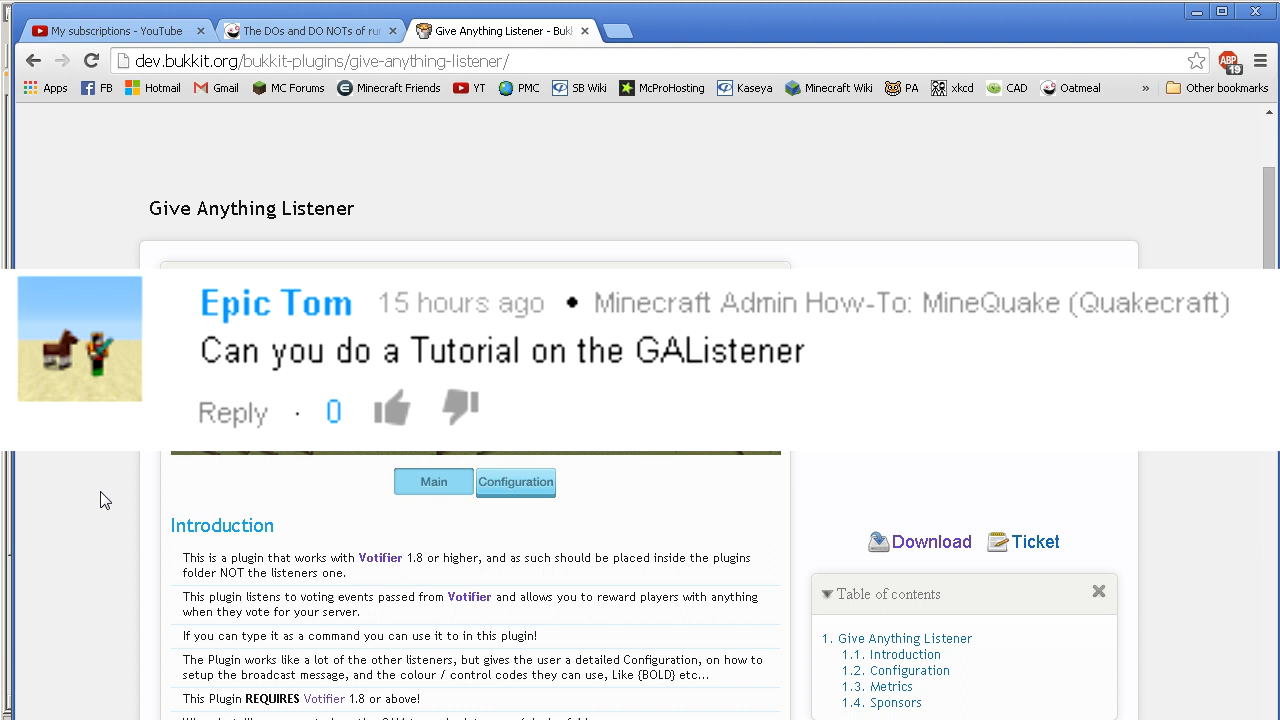 My subscriptions - YouTube
The DOs and DO NOTs of ru
Give Anything Listener - Buk
dev.bukkit.org/bukkit-plugins/give-anything-listener/
ABP
19
Apps FB Hotmail Gmail MC Forums Minecraft Friends YT PMC SB Wiki McProHosting Kaseya Minecraft Wiki PA xkcd CAD Oatmeal » Other bookmarks
Give Anything Listener
Epic Tom 15 hours ago • Minecraft Admin How-To: MineQuake (Quakecraft)
Can you do a Tutorial on the GAListener
Reply · 0
Main Configuration
Introduction
This is a plugin that works with Votifier 1.8 or higher, and as such should be placed inside the plugins
folder NOT the listeners one.
This plugin listens to voting events passed from Votifier and allows you to reward players with anything
when they vote for your server.
If you can type it as a command you can use it to in this plugin!
The Plugin works like a lot of the other listeners, but gives the user a detailed Configuration, on how to
setup the broadcast message, and the colour / control codes they can use, Like {BOLD} etc...
This Plugin REQUIRES Votifier 1.8 or above!
Download Ticket
Table of contents
1. Give Anything Listener
1.1. Introduction
1.2. Configuration
1.3. Metrics
1.4. Sponsors